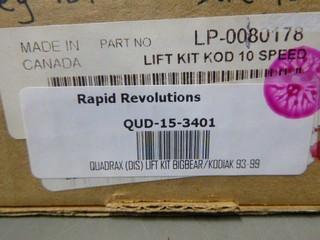 MADE IN
CANADA
PART NO
LP-0080178
LIFT KIT KOD 10 SPEED
Rapid Revolutions
QUD-15-3401
QUADRAX (DIS) LIFT KIT BIGBEAR/KODIAK 93-99